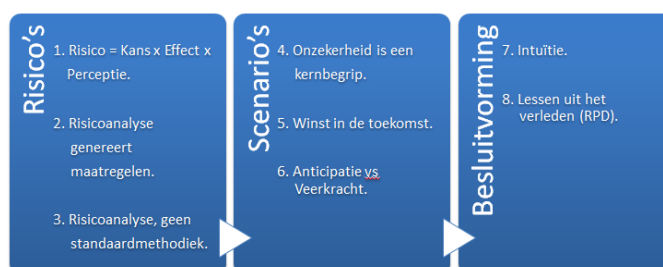 Risico's
1. Risico = Kans x Effect x
Perceptie.
2. Risicoanalyse
genereert
maatregelen.
3. Risicoanalyse, geen
standaardmethodiek.
Scenario's
4. Onzekerheid is een
kernbegrip.
5. Winst in de toekomst.
6. Anticipatie vs
Veerkracht.
Besluitvorming
7. Intuïtie.
8. Lessen uit het
verleden (RPD).